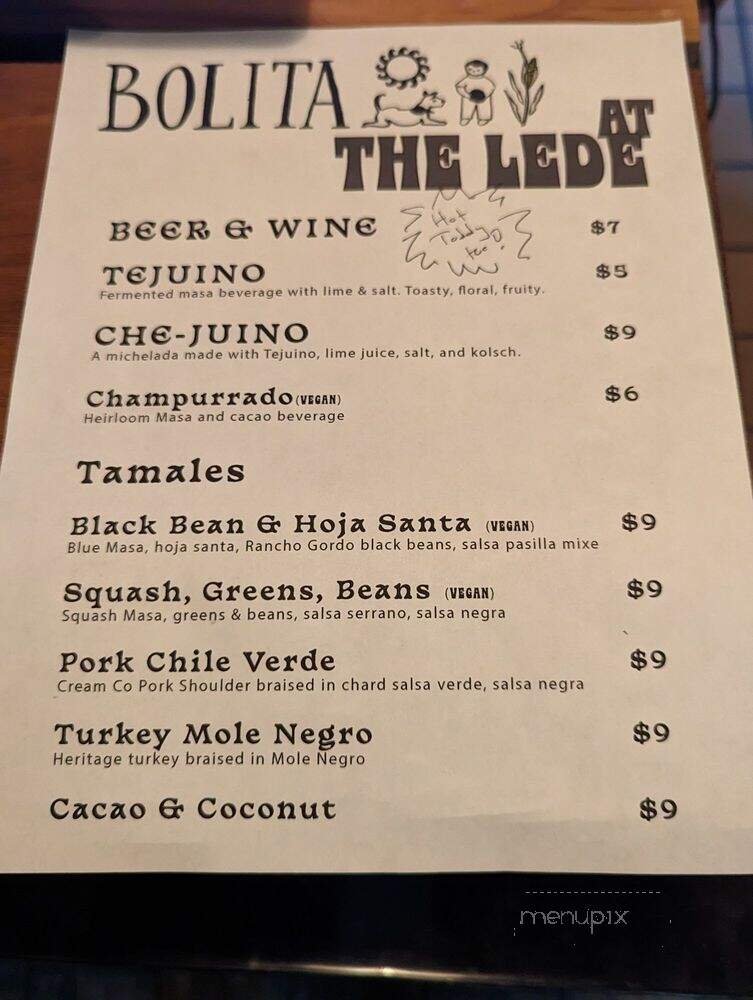 BOLITA
AT
THE LEDE
BEER & WINE $7
Hot
Toddy
too!
TEJUINO $5
Fermented masa beverage with lime & salt. Toasty, floral, fruity.
CHE-JUINO $9
A michelada made with Tejuino, lime juice, salt, and kolsch.
Champurrado (VEGAN) $6
Heirloom Masa and cacao beverage
Tamales
Black Bean & Hoja Santa (VEGAN) $9
Blue Masa, hoja santa, Rancho Gordo black beans, salsa pasilla mixe
Squash, Greens, Beans (VEGAN) $9
Squash Masa, greens & beans, salsa serrano, salsa negra
Pork Chile Verde $9
Cream Co Pork Shoulder braised in chard salsa verde, salsa negra
Turkey Mole Negro $9
Heritage turkey braised in Mole Negro
Cacao & Coconut $9
menupix